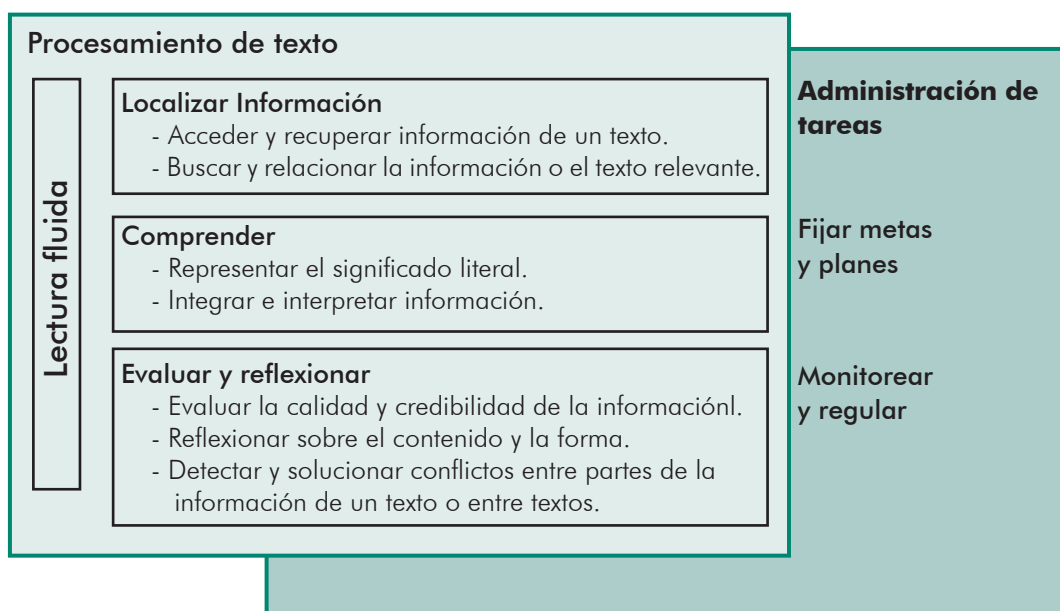 Procesamiento de texto
Lectura fluida
Localizar Información
- Acceder y recuperar información de un texto.
- Buscar y relacionar la información o el texto relevante.
Comprender
- Representar el significado literal.
- Integrar e interpretar información.
Evaluar y reflexionar
- Evaluar la calidad y credibilidad de la informaciónl.
- Reflexionar sobre el contenido y la forma.
- Detectar y solucionar conflictos entre partes de la
información de un texto o entre textos.
Administración de
tareas
Fijar metas
y planes
Monitorear
y regular